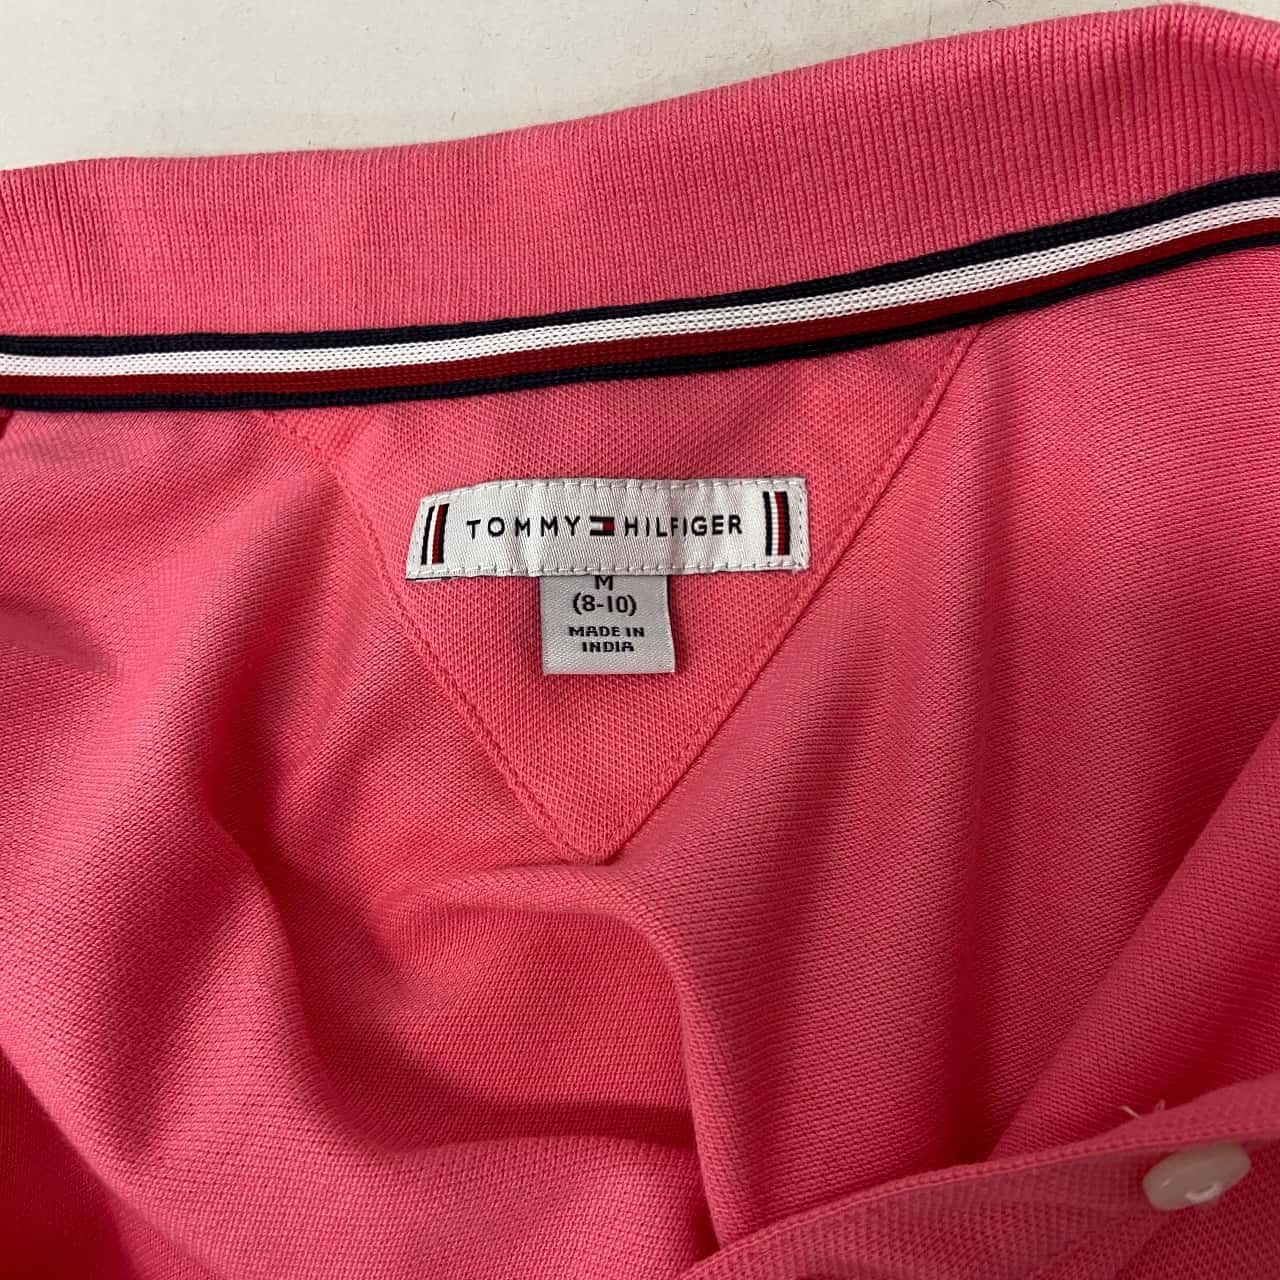 TOMMY HILFIGER
M
(8-10)
MADE IN
INDIA